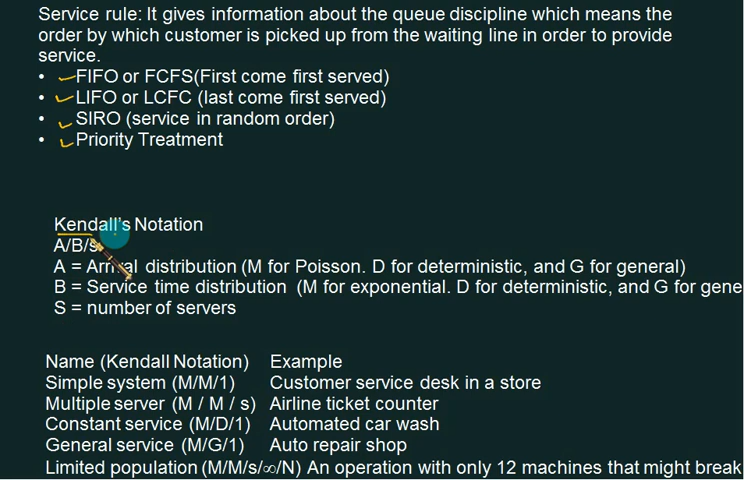 Service rule: It gives information about the queue discipline which means the
order by which customer is picked up from the waiting line in order to provide
service.
• FIFO or FCFS(First come first served)
• LIFO or LCFC (last come first served)
• SIRO (service in random order)
• Priority Treatment
Kendall's Notation
A/B/s
A = Arrival distribution (M for Poisson. D for deterministic, and G for general)
B = Service time distribution (M for exponential. D for deterministic, and G for gene
S = number of servers
Name (Kendall Notation) Example
Simple system (M/M/1) Customer service desk in a store
Multiple server (M / M / s) Airline ticket counter
Constant service (M/D/1) Automated car wash
General service (M/G/1) Auto repair shop
Limited population (M/M/s/∞/N) An operation with only 12 machines that might break